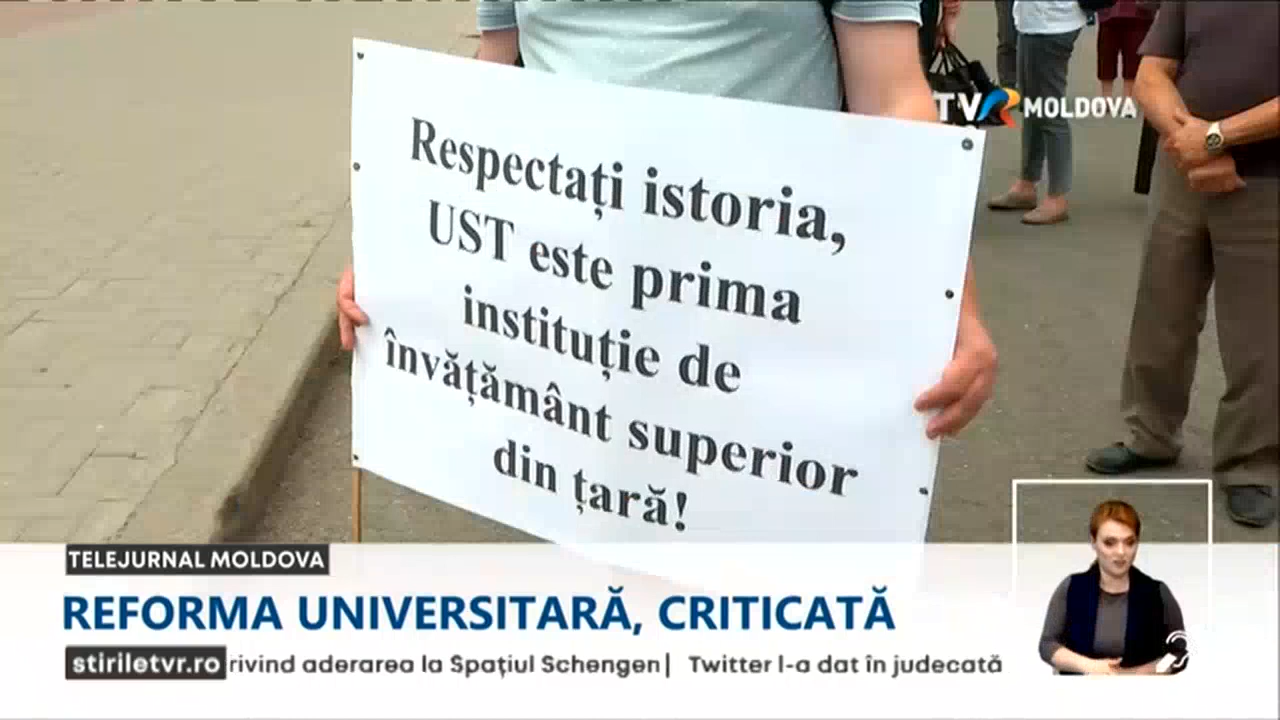 TVR MOLDOVA
Respectați istoria,
UST este prima
instituție de
învățământ superior
din țară!
TELEJURNAL MOLDOVA
REFORMA UNIVERSITARĂ, CRITICATĂ
stiriletvr.ro rivind aderarea la Spațiul Schengen| Twitter l-a dat în judecată